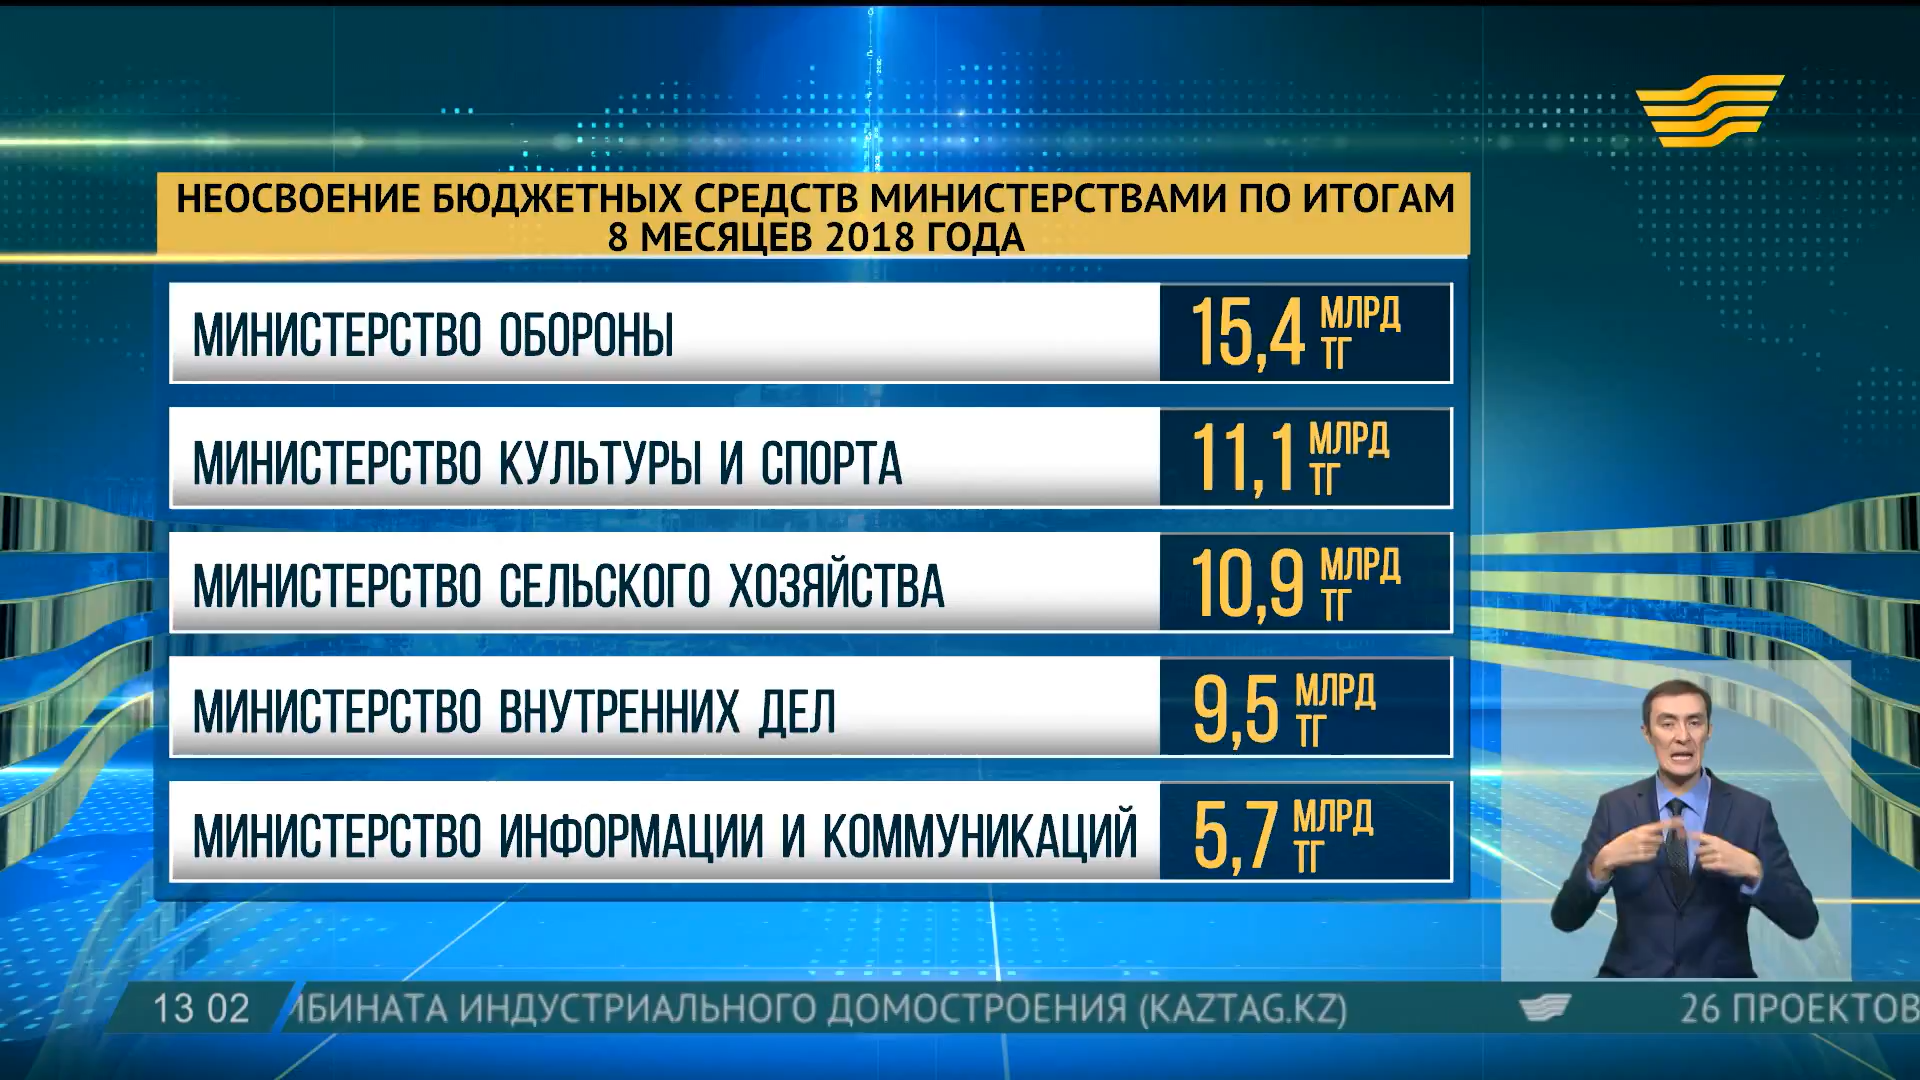 НЕОСВОЕНИЕ БЮДЖЕТНЫХ СРЕДСТВ МИНИСТЕРСТВАМИ ПО ИТОГАМ
8 МЕСЯЦЕВ 2018 ГОДА
МИНИСТЕРСТВО ОБОРОНЫ 15,4 МЛРД ТГ
МИНИСТЕРСТВО КУЛЬТУРЫ И СПОРТА 11,1 МЛРД ТГ
МИНИСТЕРСТВО СЕЛЬСКОГО ХОЗЯЙСТВА 10,9 МЛРД ТГ
МИНИСТЕРСТВО ВНУТРЕННИХ ДЕЛ 9,5 МЛРД ТГ
МИНИСТЕРСТВО ИНФОРМАЦИИ И КОММУНИКАЦИЙ 5,7 МЛРД ТГ
13 02 ИБИНАТА ИНДУСТРИАЛЬНОГО ДОМОСТРОЕНИЯ (KAZTAG.KZ) 26 ПРОЕКТОВ